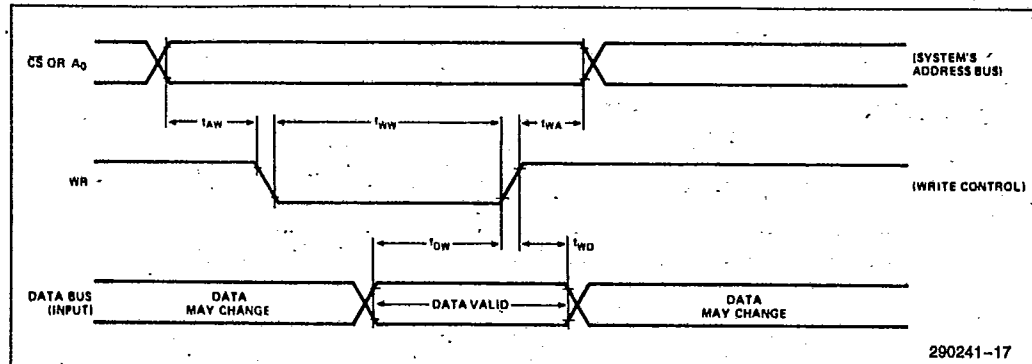 C̅S̅ OR A₀
(SYSTEM'S
ADDRESS BUS)
tAW
tWW
tWA
WR
(WRITE CONTROL)
tDW
tWD
DATA BUS
(INPUT)
DATA
MAY CHANGE
DATA VALID
DATA
MAY CHANGE
290241-17